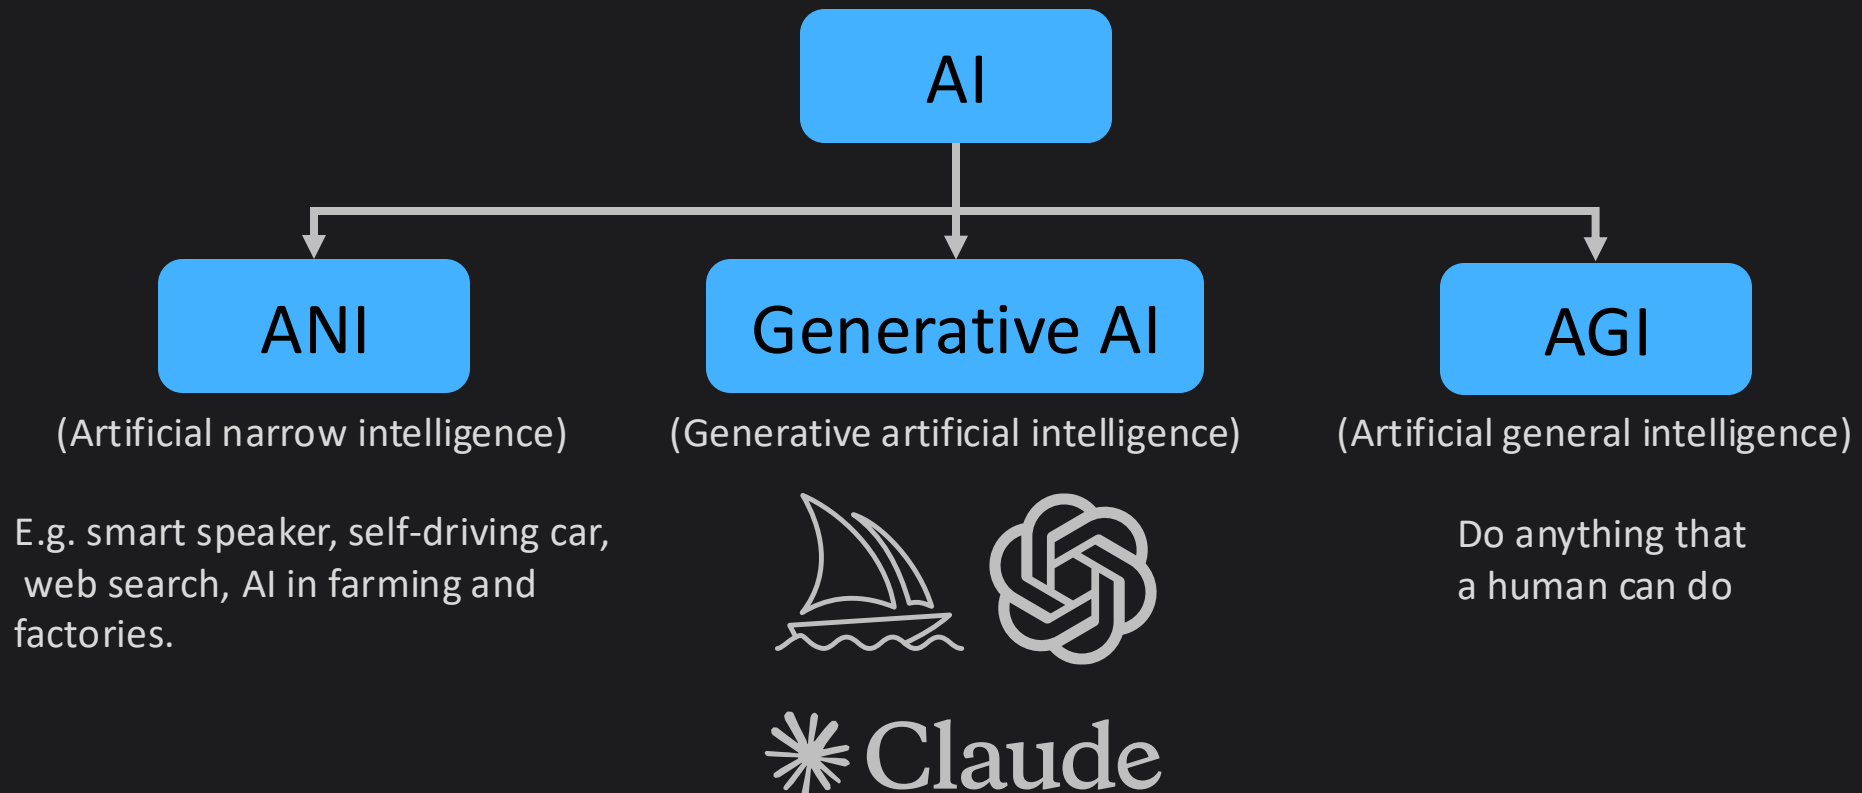 AI
ANI
Generative AI
AGI
(Artificial narrow intelligence)
(Generative artificial intelligence)
(Artificial general intelligence)
E.g. smart speaker, self-driving car,
web search, AI in farming and
factories.
Do anything that
a human can do
Claude